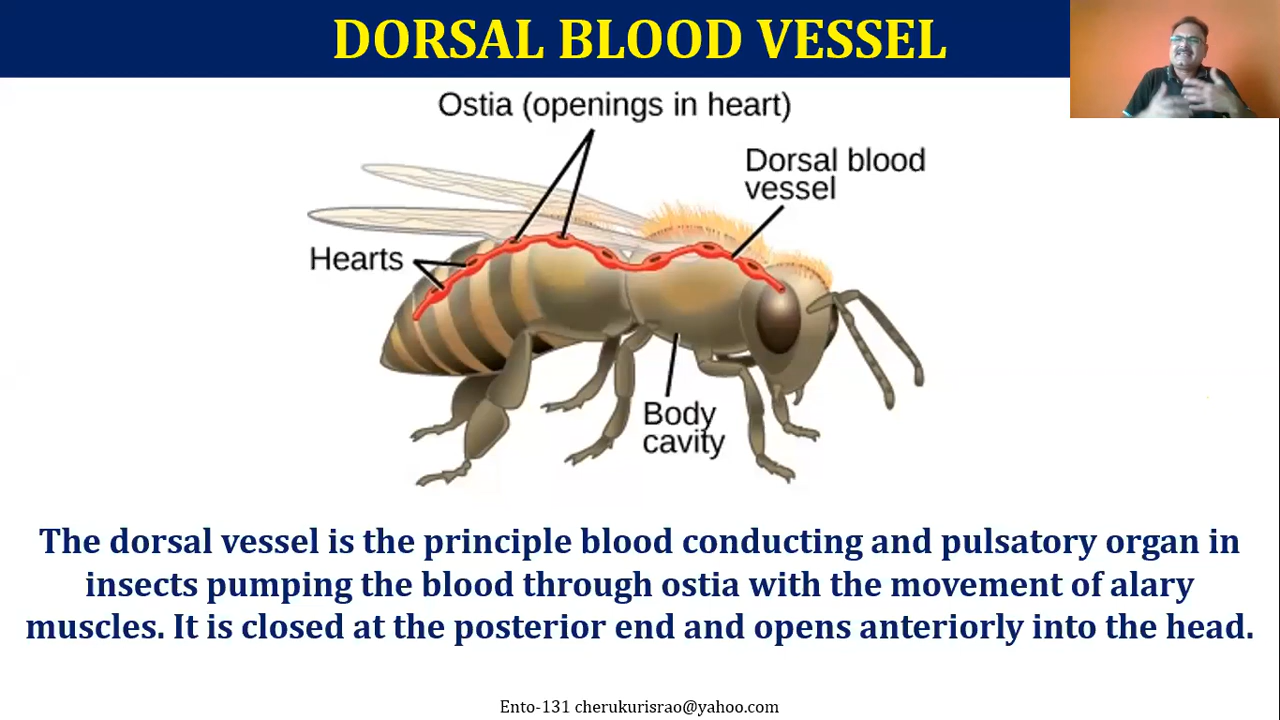 DORSAL BLOOD VESSEL
Ostia (openings in heart)
Dorsal blood
vessel
Hearts
Body
cavity
The dorsal vessel is the principle blood conducting and pulsatory organ in
insects pumping the blood through ostia with the movement of alary
muscles. It is closed at the posterior end and opens anteriorly into the head.
Ento-131 cherukurisrao@yahoo.com